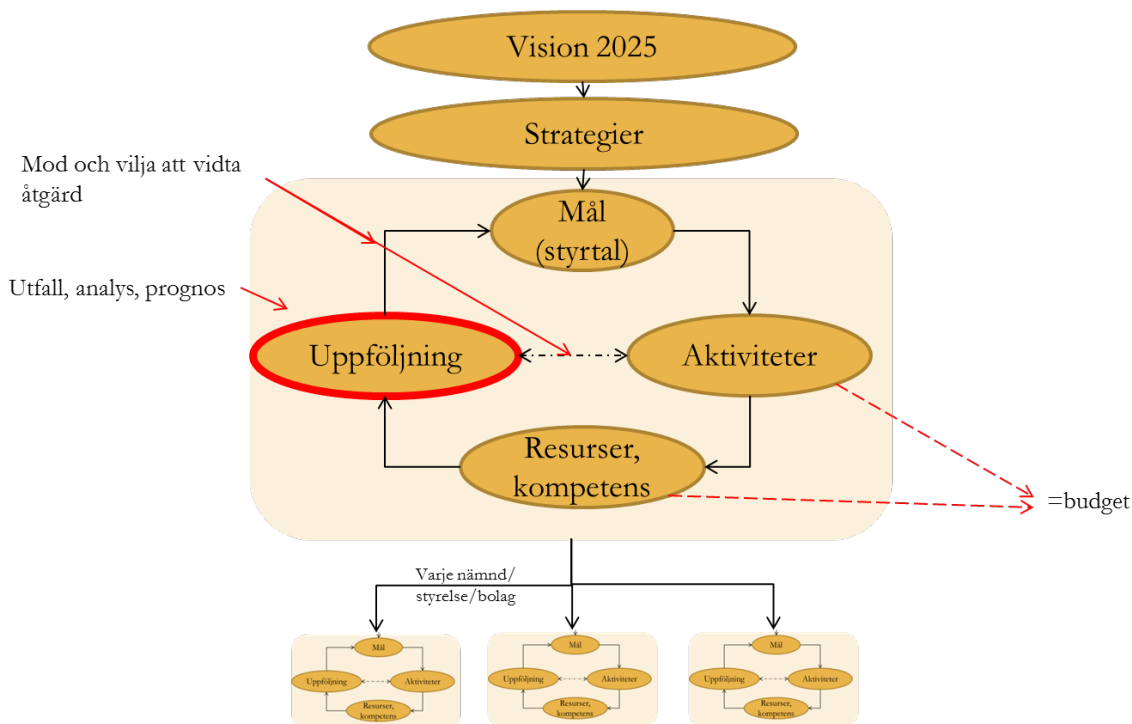 Vision 2025
Strategier
Mod och vilja att vidta
åtgärd
Mål
(styrtal)
Utfall, analys, prognos
Uppföljning
Aktiviteter
Resurser,
kompetens
=budget
Varje nämnd/
styrelse/bolag
Mål
Uppföljning
Aktiviteter
Resurser,
kompetens
Mål
Uppföljning
Aktiviteter
Resurser,
kompetens
Mål
Uppföljning
Aktiviteter
Resurser,
kompetens